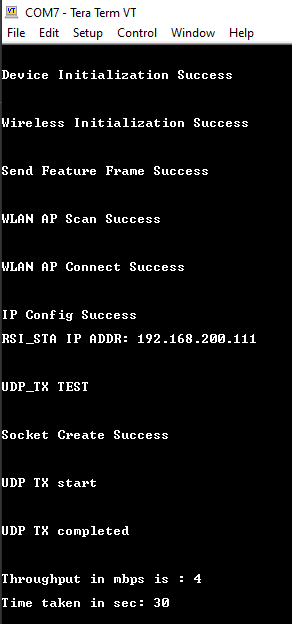 COM7 - Tera Term VT
File Edit Setup Control Window Help
Device Initialization Success
Wireless Initialization Success
Send Feature Frame Success
WLAN AP Scan Success
WLAN AP Connect Success
IP Config Success
RSI_STA IP ADDR: 192.168.200.111
UDP_TX TEST
Socket Create Success
UDP TX start
UDP TX completed
Throughput in mbps is : 4
Time taken in sec: 30